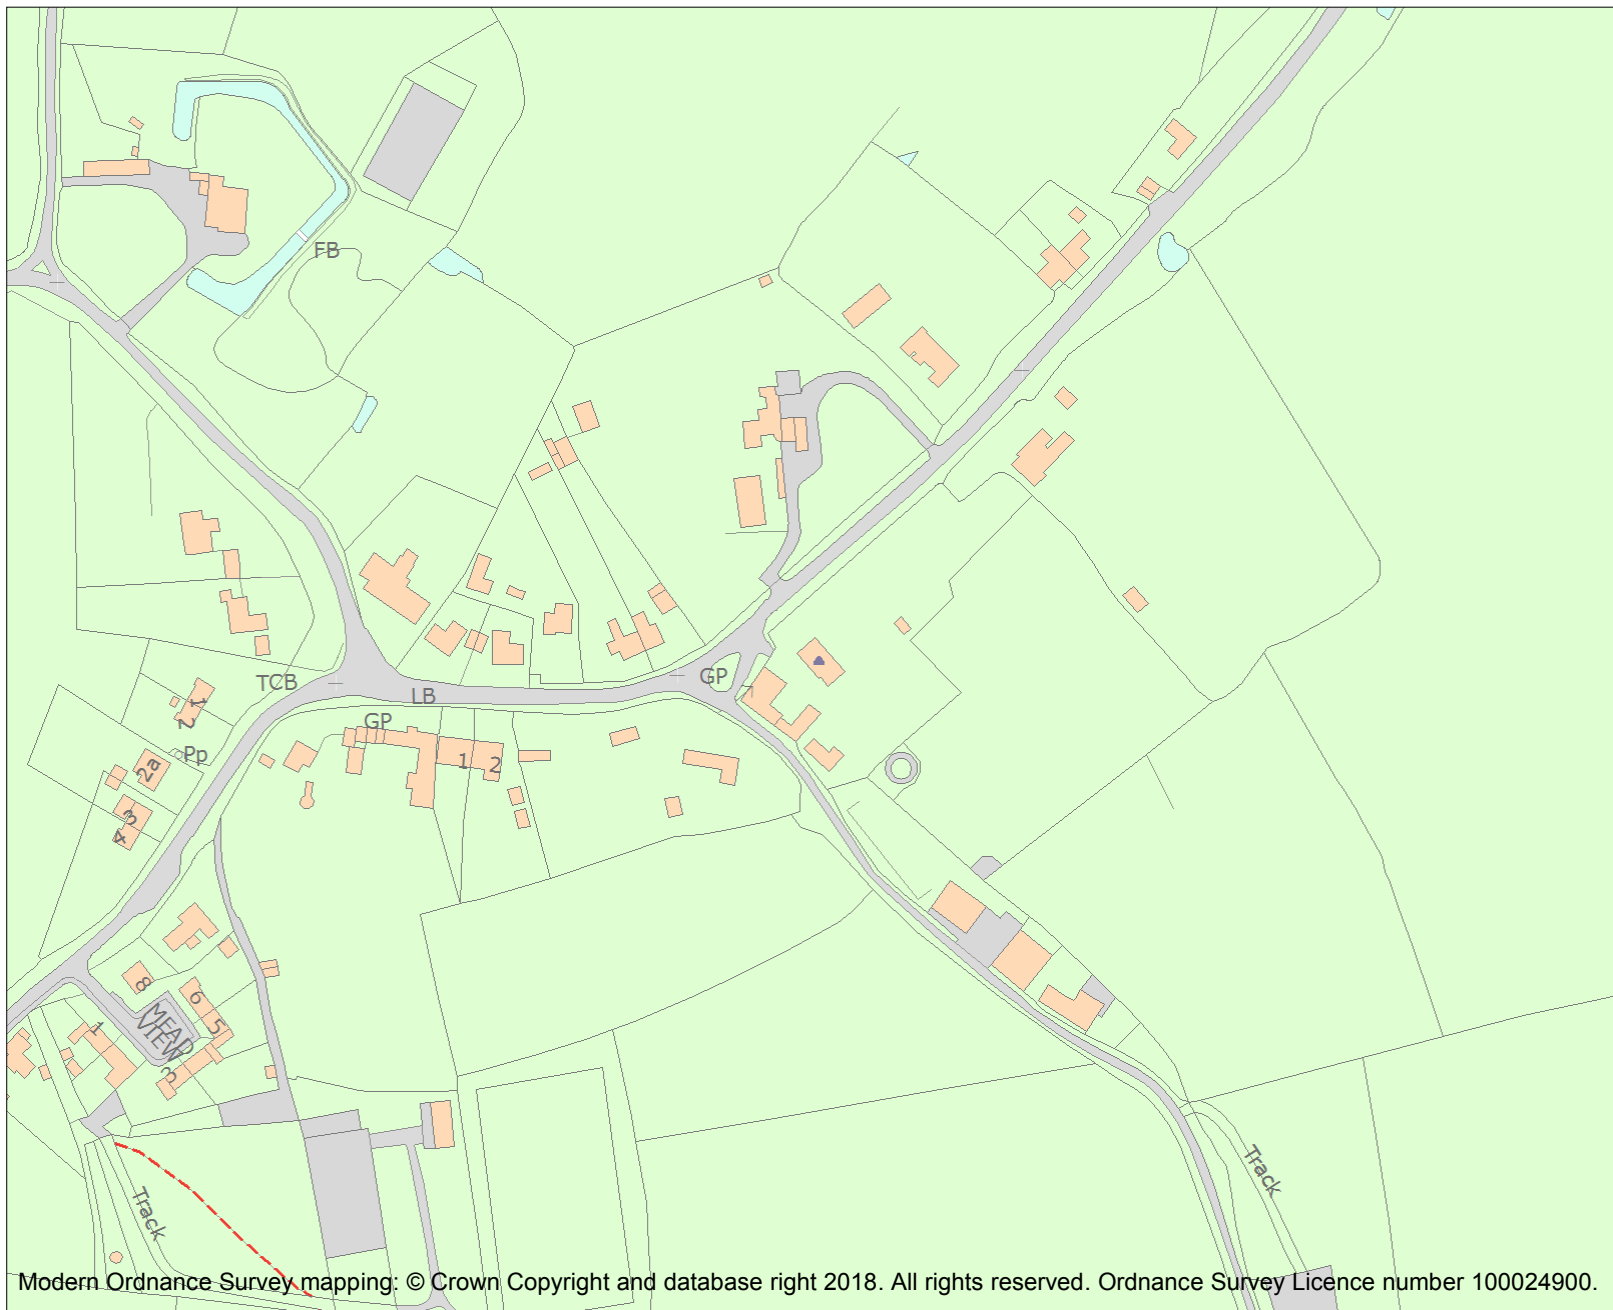 FB
TCB
LB
GP
GP
1
2
Pp
2a
3
4
1
2
8
6
5
MEAD
VIEW
3
1
Track
Track
Modern Ordnance Survey mapping: © Crown Copyright and database right 2018. All rights reserved. Ordnance Survey Licence number 100024900.